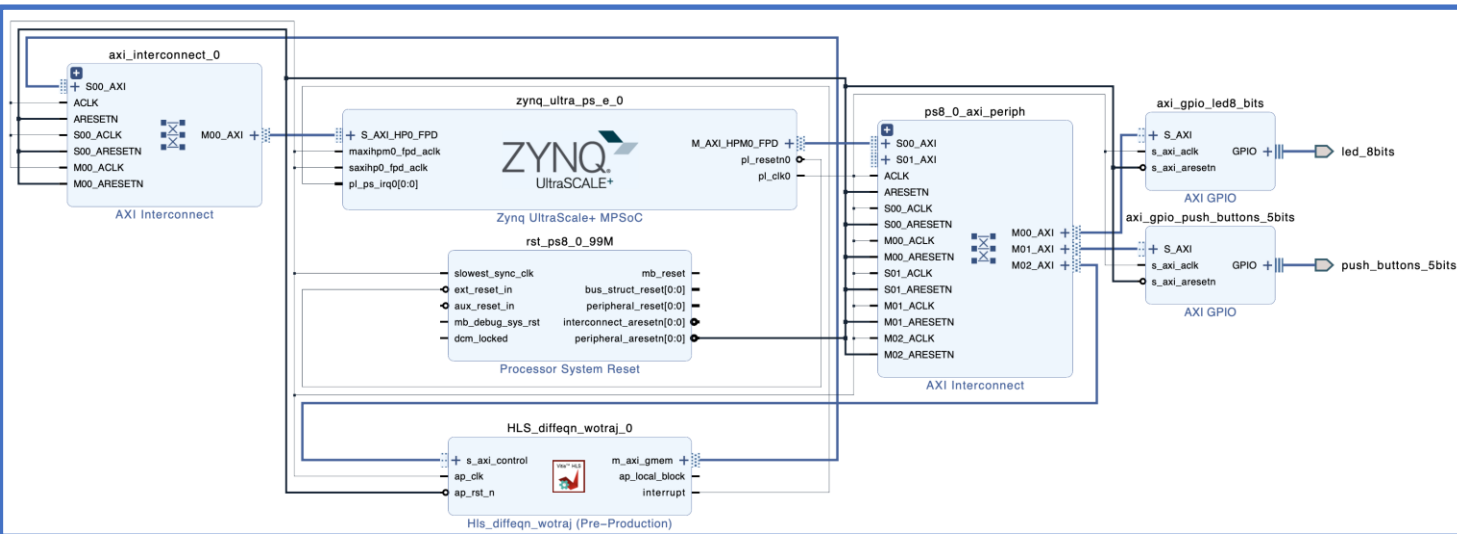 axi_interconnect_0
S00_AXI
ACLK
ARESETN
S00_ACLK
S00_ARESETN
M00_ACLK
M00_ARESETN
M00_AXI
AXI Interconnect
zynq_ultra_ps_e_0
S_AXI_HP0_FPD
maxihpm0_fpd_aclk
saxihp0_fpd_aclk
pl_ps_irq0[0:0]
ZYNQ
UltraSCALE+
M_AXI_HPM0_FPD
pl_resetn0
pl_clk0
Zynq UltraScale+ MPSoC
rst_ps8_0_99M
slowest_sync_clk
ext_reset_in
aux_reset_in
mb_debug_sys_rst
dcm_locked
mb_reset
bus_struct_reset[0:0]
peripheral_reset[0:0]
interconnect_aresetn[0:0]
peripheral_aresetn[0:0]
Processor System Reset
HLS_diffeqn_wotraj_0
s_axi_control
ap_clk
ap_rst_n
Vitis™ HLS
m_axi_gmem
ap_local_block
interrupt
Hls_diffeqn_wotraj (Pre-Production)
ps8_0_axi_periph
S00_AXI
S01_AXI
ACLK
ARESETN
S00_ACLK
S00_ARESETN
M00_ACLK
M00_ARESETN
S01_ACLK
S01_ARESETN
M01_ACLK
M01_ARESETN
M02_ACLK
M02_ARESETN
M00_AXI
M01_AXI
M02_AXI
AXI Interconnect
axi_gpio_led8_bits
S_AXI
s_axi_aclk
s_axi_aresetn
GPIO
AXI GPIO
led_8bits
axi_gpio_push_buttons_5bits
S_AXI
s_axi_aclk
s_axi_aresetn
GPIO
AXI GPIO
push_buttons_5bits